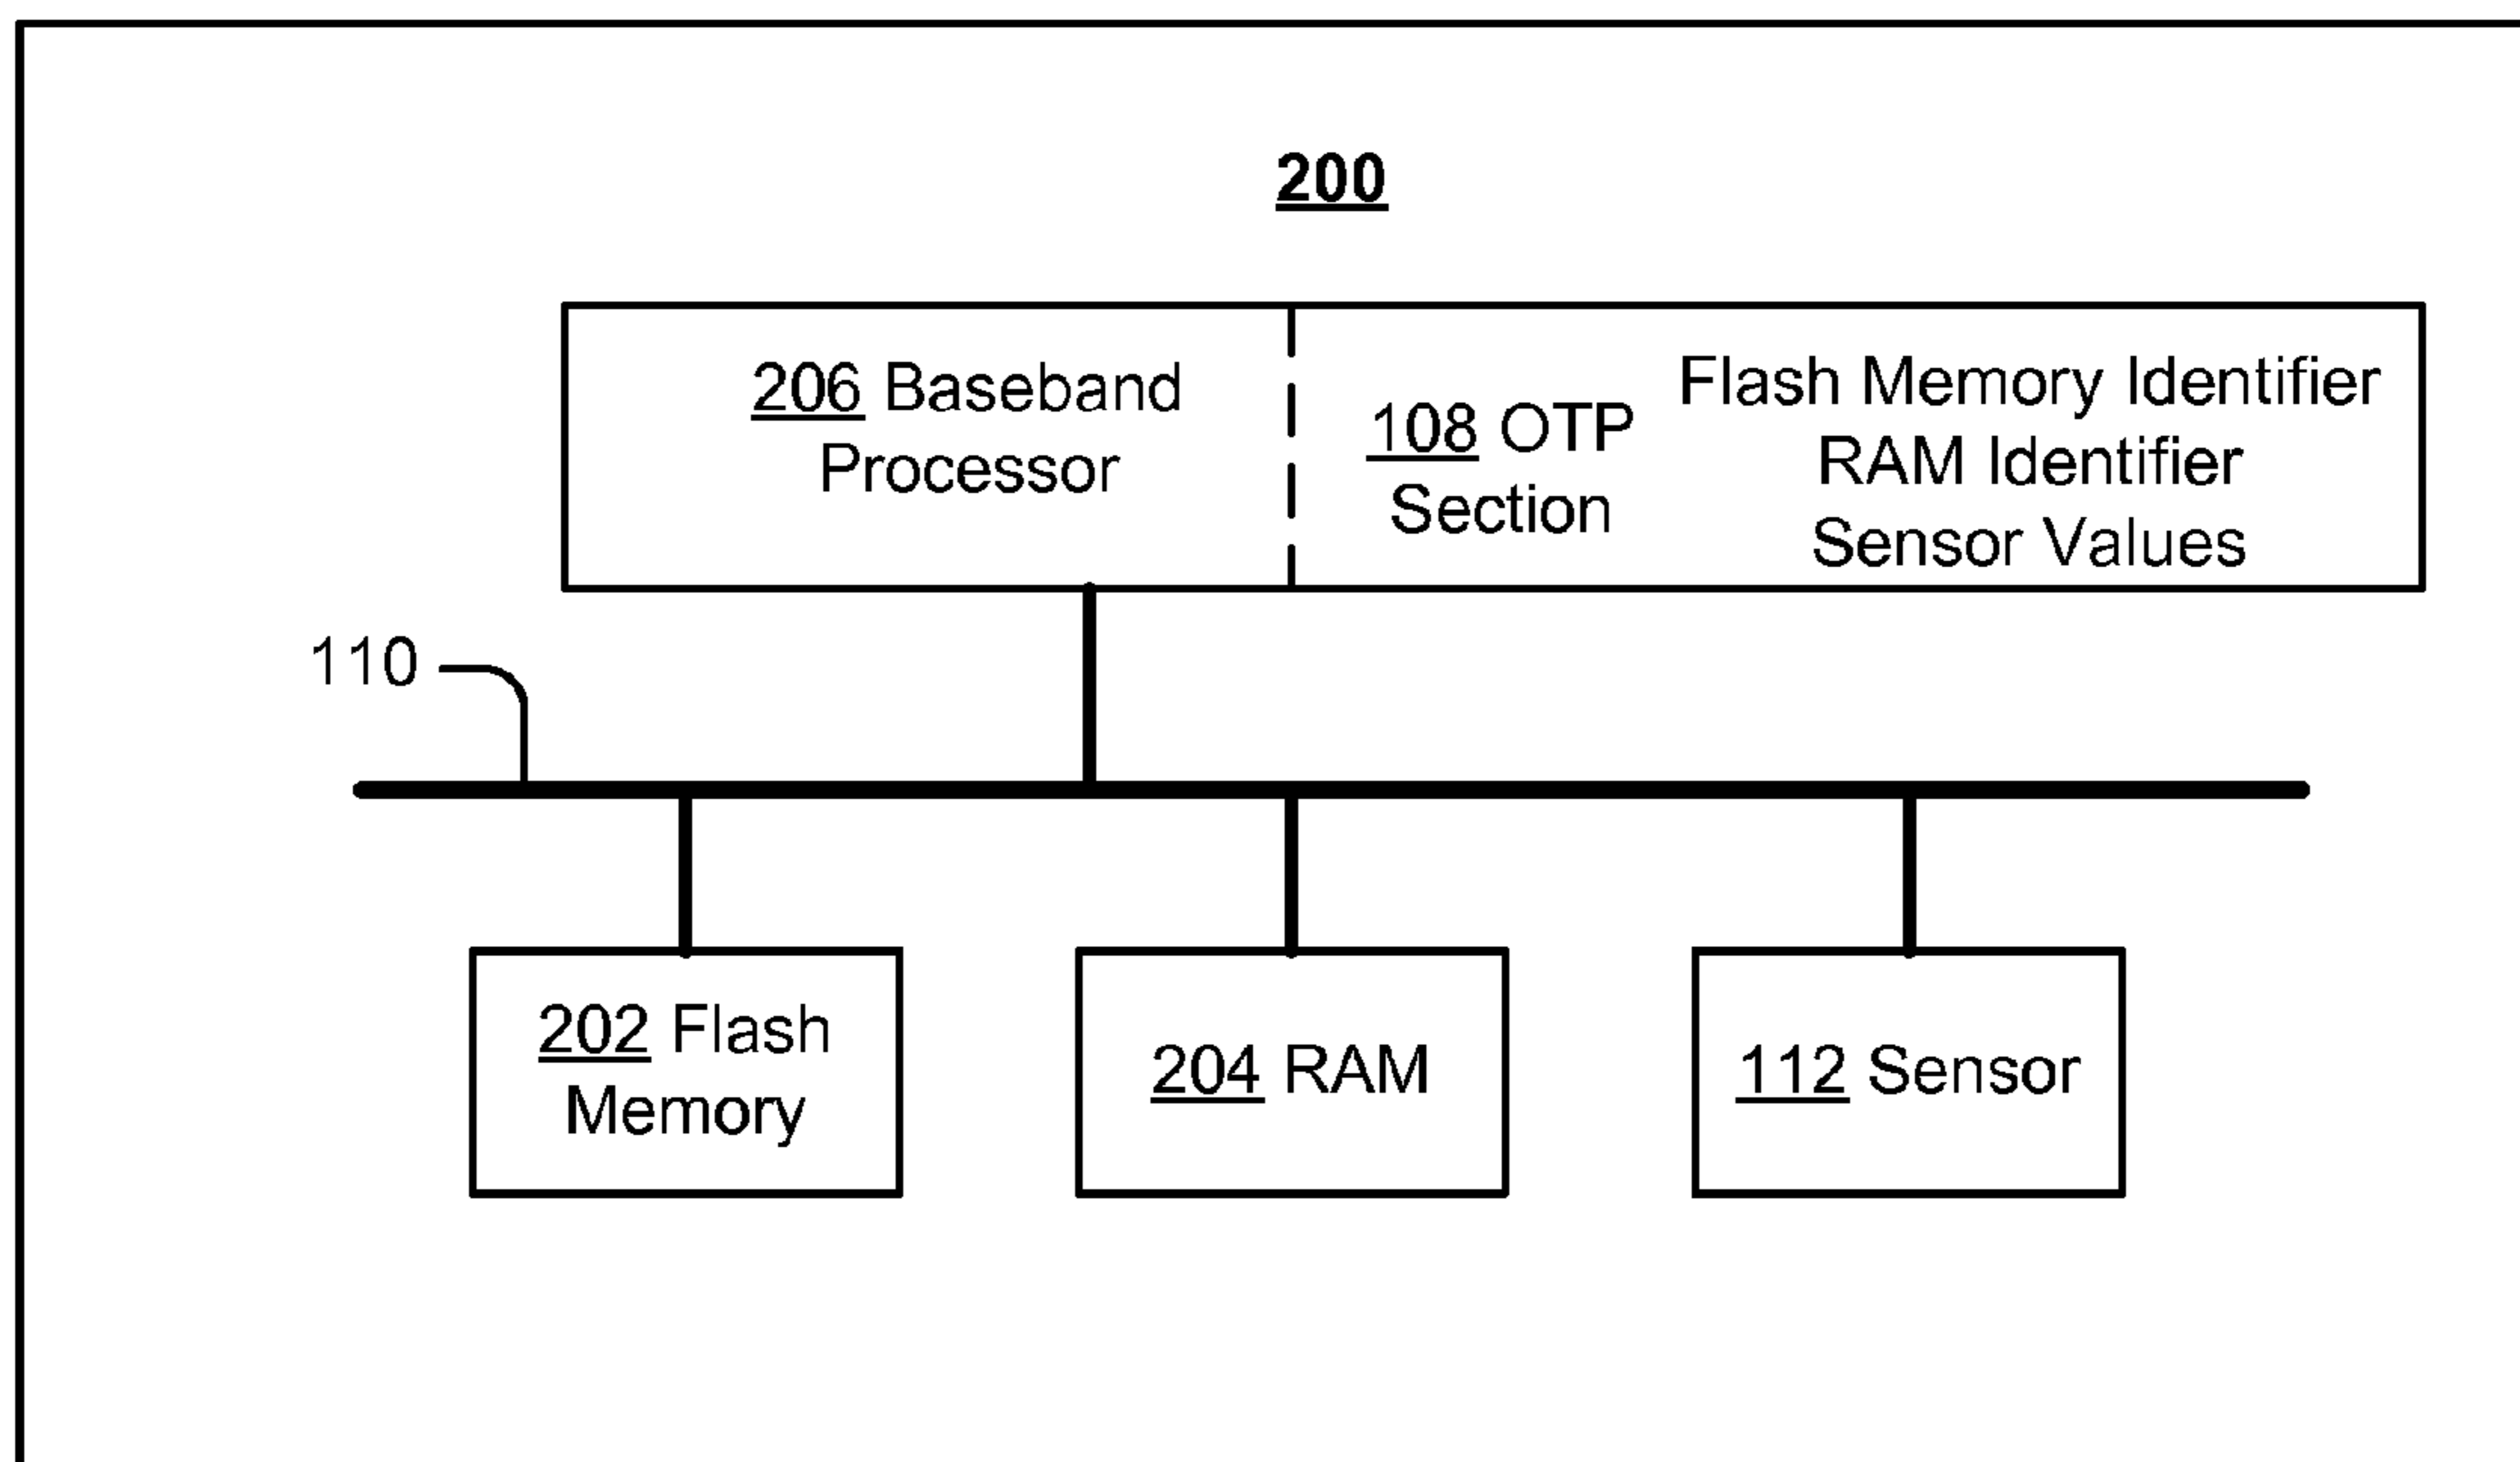 200
206 Baseband
Processor
108 OTP
Section
Flash Memory Identifier
RAM Identifier
Sensor Values
110
202 Flash
Memory
204 RAM
112 Sensor